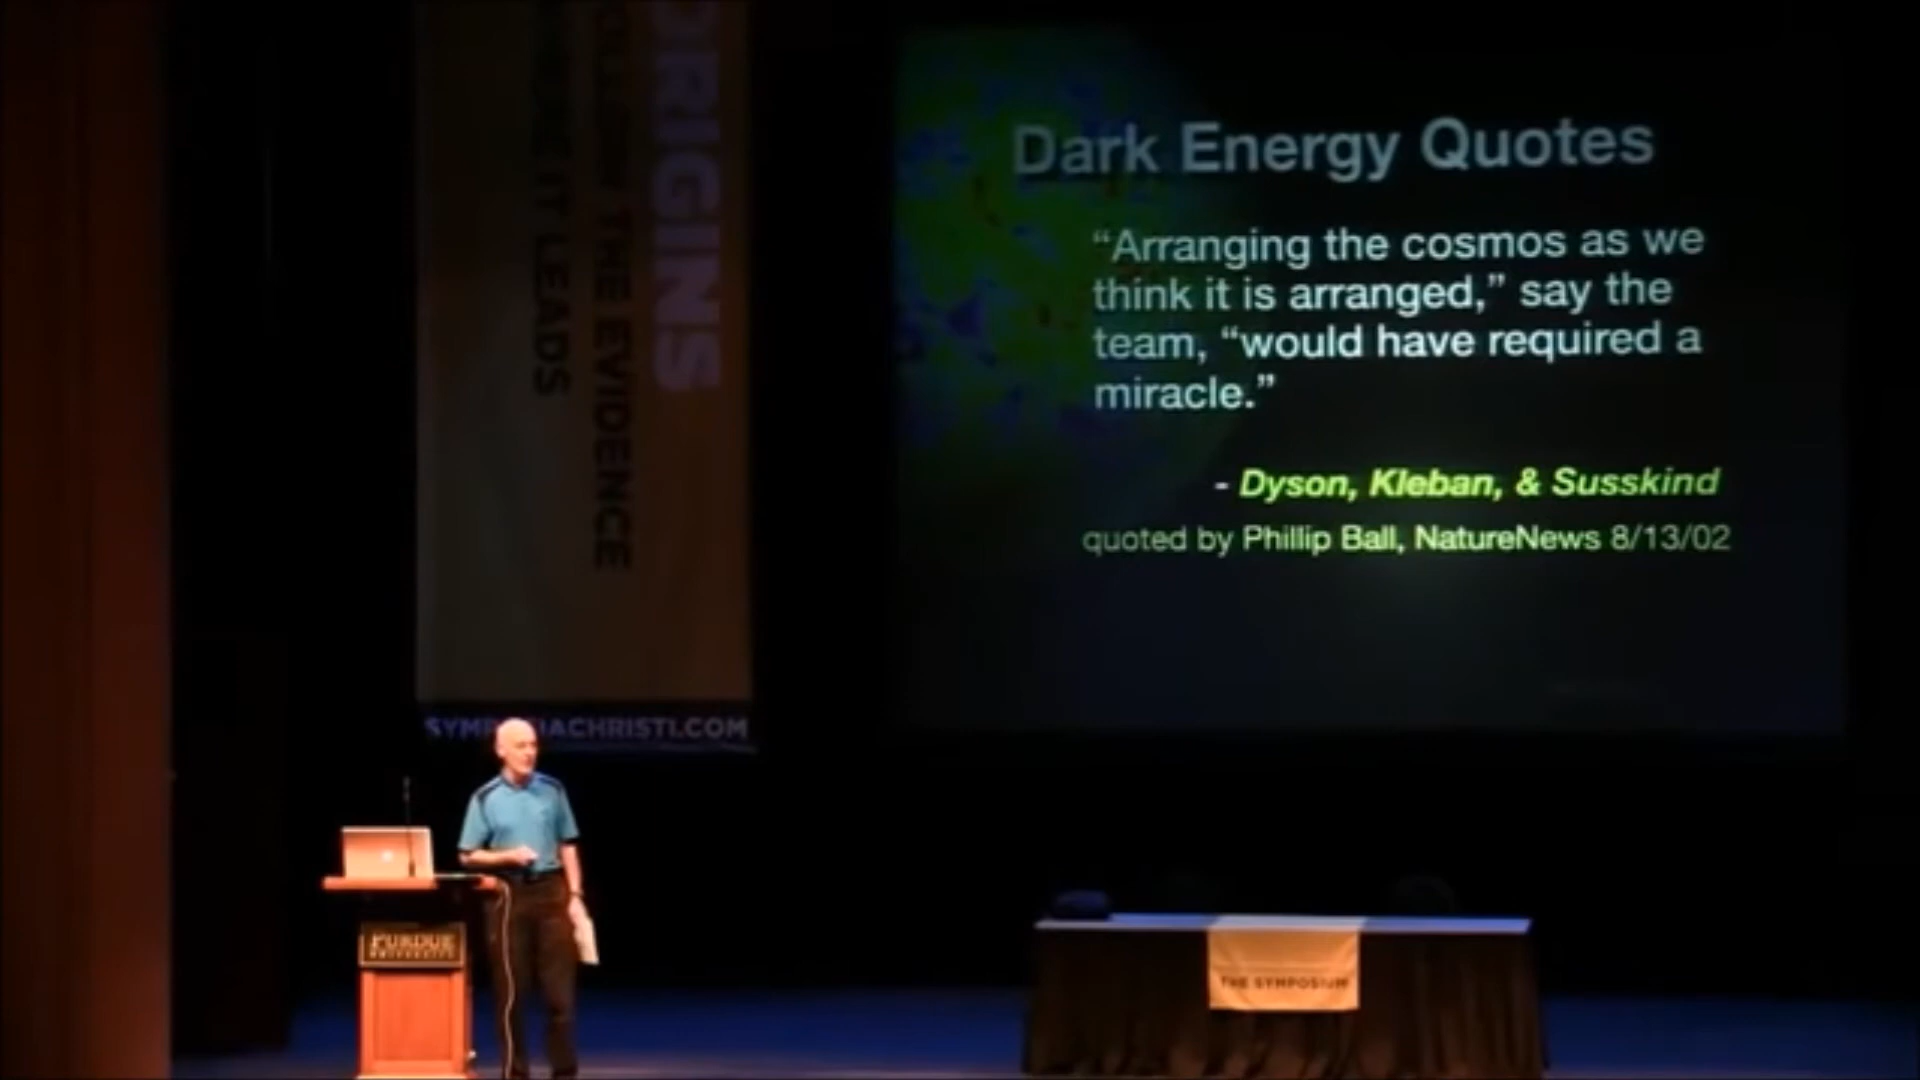 Dark Energy Quotes
“Arranging the cosmos as we
think it is arranged,” say the
team, “would have required a
miracle.”
- Dyson, Kleban, & Susskind
quoted by Phillip Ball, NatureNews 8/13/02
ORIGINS
THE EVIDENCE
IT LEADS
PURDUE
UNIVERSITY
THE SYMPOSIUM